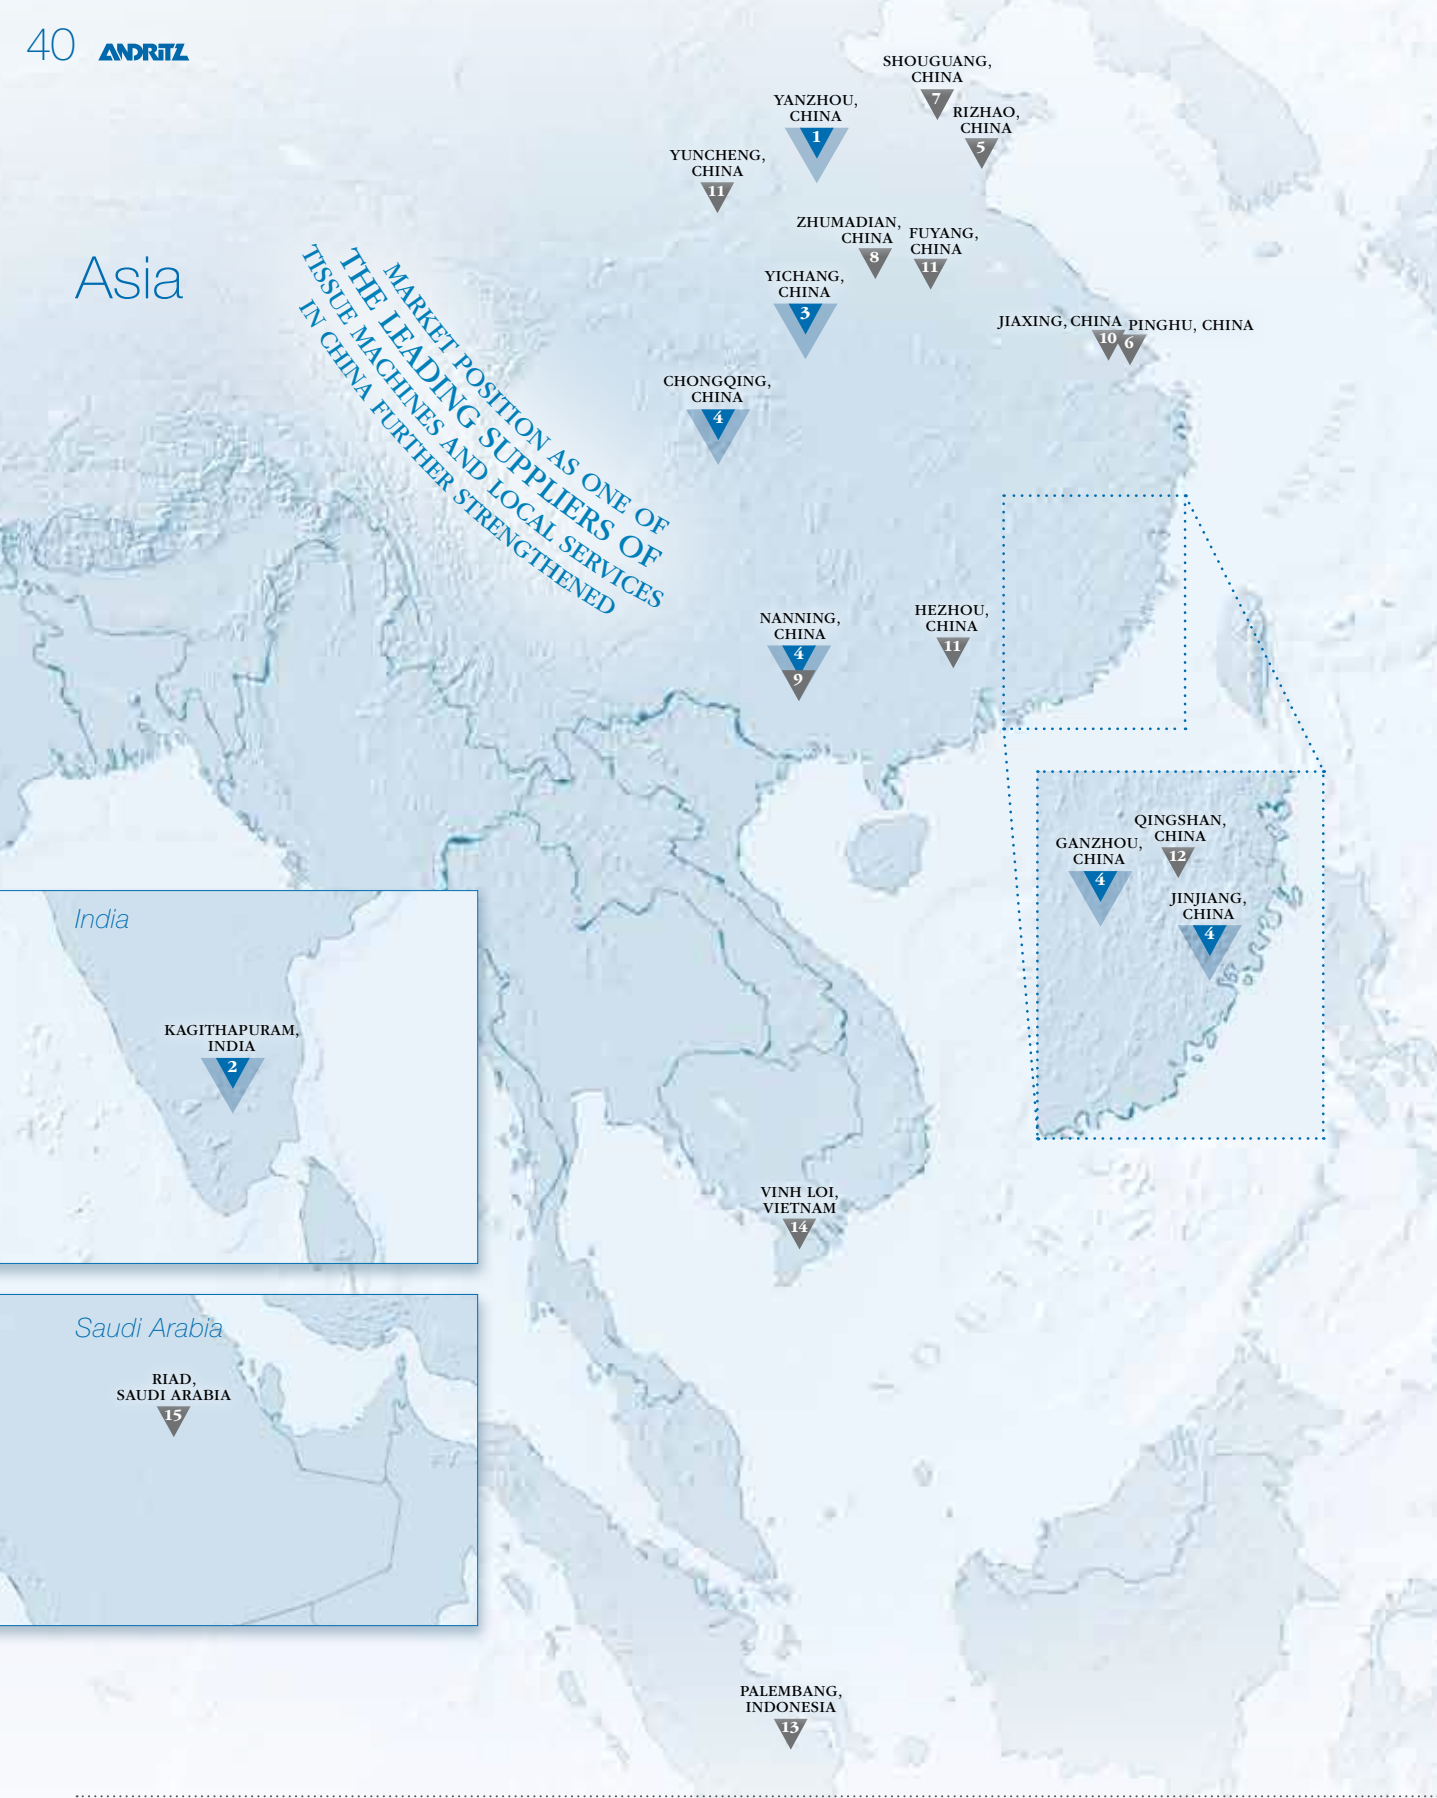 40 ANDRITZ
SHOUGUANG,
CHINA
7
YANZHOU,
CHINA
1
RIZHAO,
CHINA
5
YUNCHENG,
CHINA
11
ZHUMADIAN,
CHINA
8
FUYANG,
CHINA
11
Asia
MARKET POSITION AS ONE OF
THE LEADING SUPPLIERS OF
TISSUE MACHINES AND LOCAL SERVICES
IN CHINA FURTHER STRENGTHENED
YICHANG,
CHINA
3
JIAXING, CHINA
10
PINGHU, CHINA
6
CHONGQING,
CHINA
4
NANNING,
CHINA
4
9
HEZHOU,
CHINA
11
QINGSHAN,
CHINA
12
GANZHOU,
CHINA
4
JINJIANG,
CHINA
4
India
KAGITHAPURAM,
INDIA
2
VINH LOI,
VIETNAM
14
Saudi Arabia
RIAD,
SAUDI ARABIA
15
PALEMBANG,
INDONESIA
13